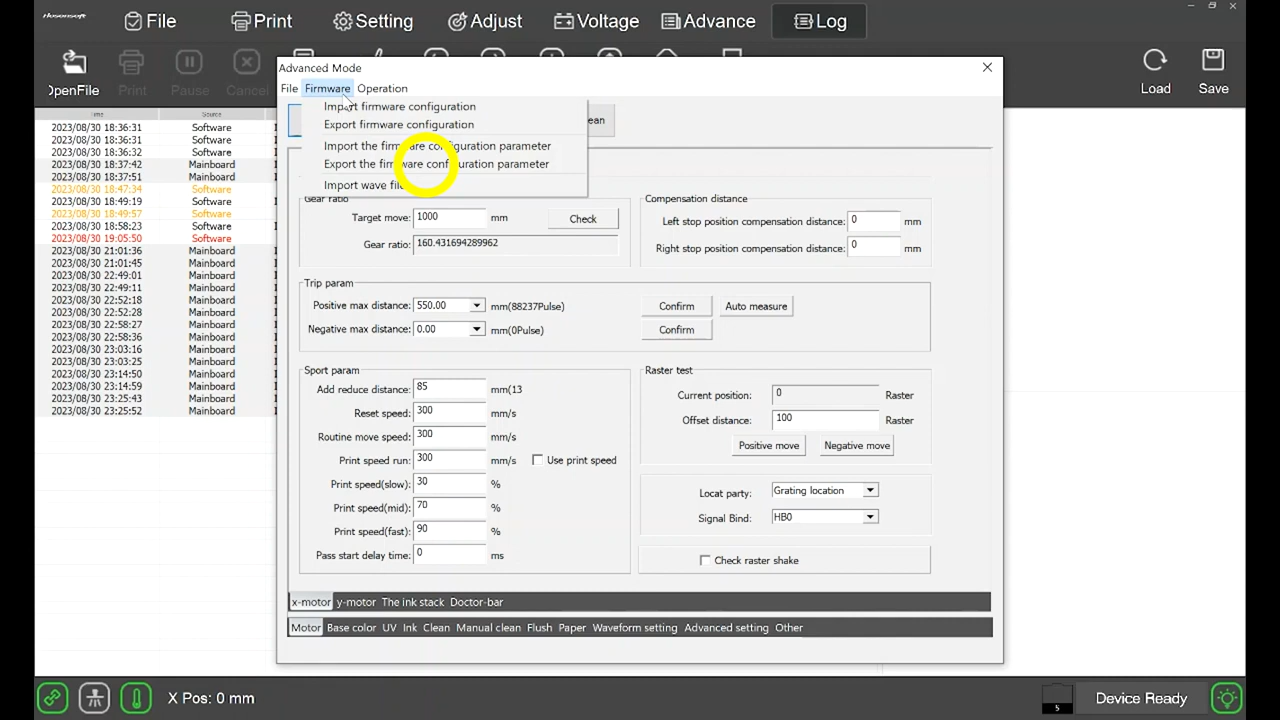 Hosonsoft
File Print Setting Adjust Voltage Advance Log
OpenFile Print Pause Cancel Load Save
Advanced Mode
File Firmware Operation
Import firmware configuration
Export firmware configuration
Import the firmware configuration parameter
Export the firmware configuration parameter
Import wave file
Time Source
2023/08/30 18:36:31 Software
2023/08/30 18:36:31 Software
2023/08/30 18:36:32 Software
2023/08/30 18:37:42 Mainboard
2023/08/30 18:37:51 Mainboard
2023/08/30 18:47:34 Software
2023/08/30 18:49:19 Software
2023/08/30 18:49:57 Software
2023/08/30 18:58:23 Software
2023/08/30 19:05:50 Software
2023/08/30 21:01:36 Mainboard
2023/08/30 21:01:45 Mainboard
2023/08/30 22:49:01 Mainboard
2023/08/30 22:49:11 Mainboard
2023/08/30 22:52:18 Mainboard
2023/08/30 22:52:28 Mainboard
2023/08/30 22:58:27 Mainboard
2023/08/30 22:58:36 Mainboard
2023/08/30 23:03:16 Mainboard
2023/08/30 23:03:25 Mainboard
2023/08/30 23:14:50 Mainboard
2023/08/30 23:14:59 Mainboard
2023/08/30 23:25:43 Mainboard
2023/08/30 23:25:52 Mainboard
Gear ratio
Target move: 1000 mm Check
Gear ratio: 160.431694289962
Compensation distance
Left stop position compensation distance: 0 mm
Right stop position compensation distance: 0 mm
Trip param
Positive max distance: 550.00 mm(88237Pulse) Confirm Auto measure
Negative max distance: 0.00 mm(0Pulse) Confirm
Sport param
Add reduce distance: 85 mm(13
Reset speed: 300 mm/s
Routine move speed: 300 mm/s
Print speed run: 300 mm/s Use print speed
Print speed(slow): 30 %
Print speed(mid): 70 %
Print speed(fast): 90 %
Pass start delay time: 0 ms
Raster test
Current position: 0 Raster
Offset distance: 100 Raster
Positive move Negative move
Locat party: Grating location
Signal Bind: HB0
Check raster shake
x-motor y-motor The ink stack Doctor-bar
Motor Base color UV Ink Clean Manual clean Flush Paper Waveform setting Advanced setting Other
X Pos: 0 mm 5 Device Ready